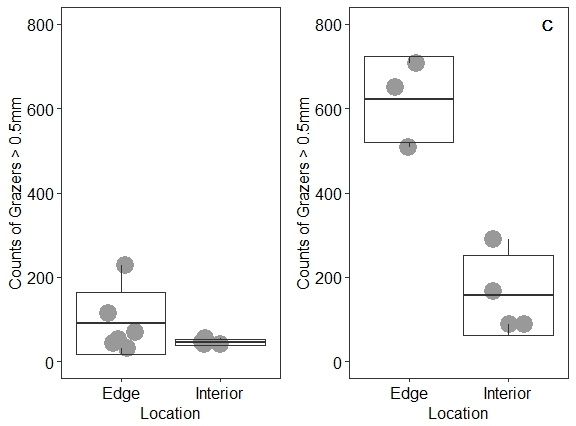 800
600
400
200
0
Counts of Grazers > 0.5mm
Edge
Interior
Location
C
800
600
400
200
0
Counts of Grazers > 0.5mm
Edge
Interior
Location